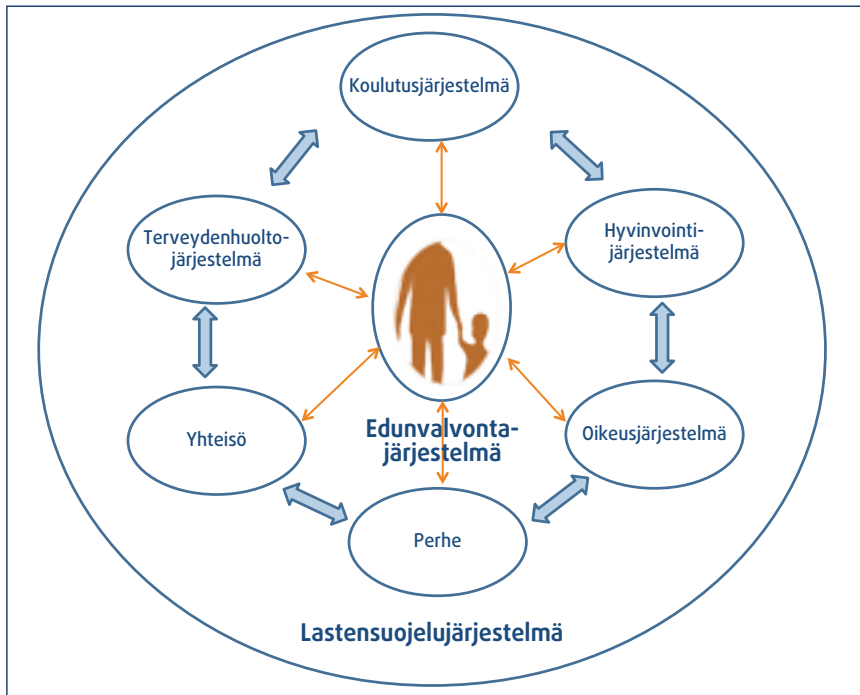 Koulutusjärjestelmä
Terveydenhuolto-
järjestelmä
Hyvinvointi-
järjestelmä
Yhteisö
Edunvalvonta-
järjestelmä
Oikeusjärjestelmä
Perhe
Lastensuojelujärjestelmä